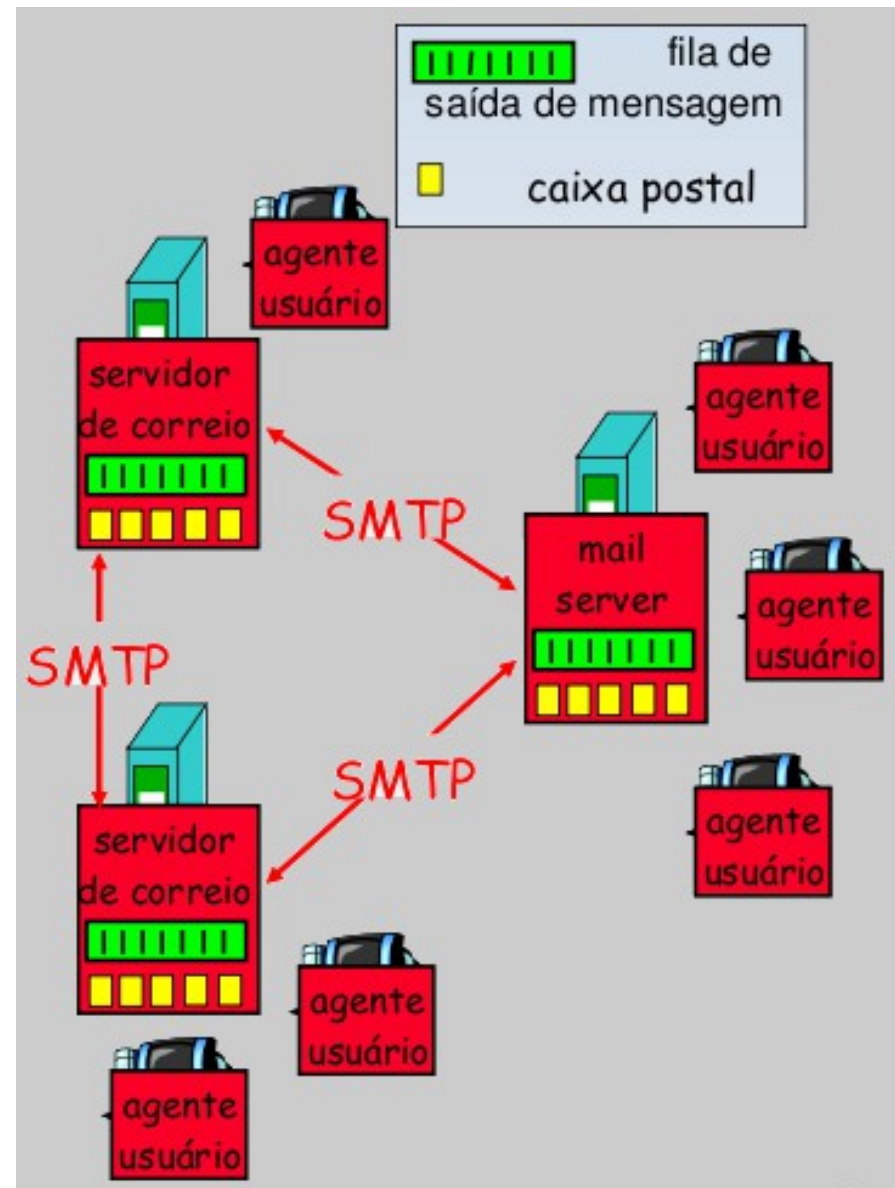 fila de
saída de mensagem
caixa postal
agente
usuário
servidor
de correio
agente
usuário
SMTP
mail
server
agente
usuário
SMTP
SMTP
agente
usuário
servidor
de correio
agente
usuário
agente
usuário